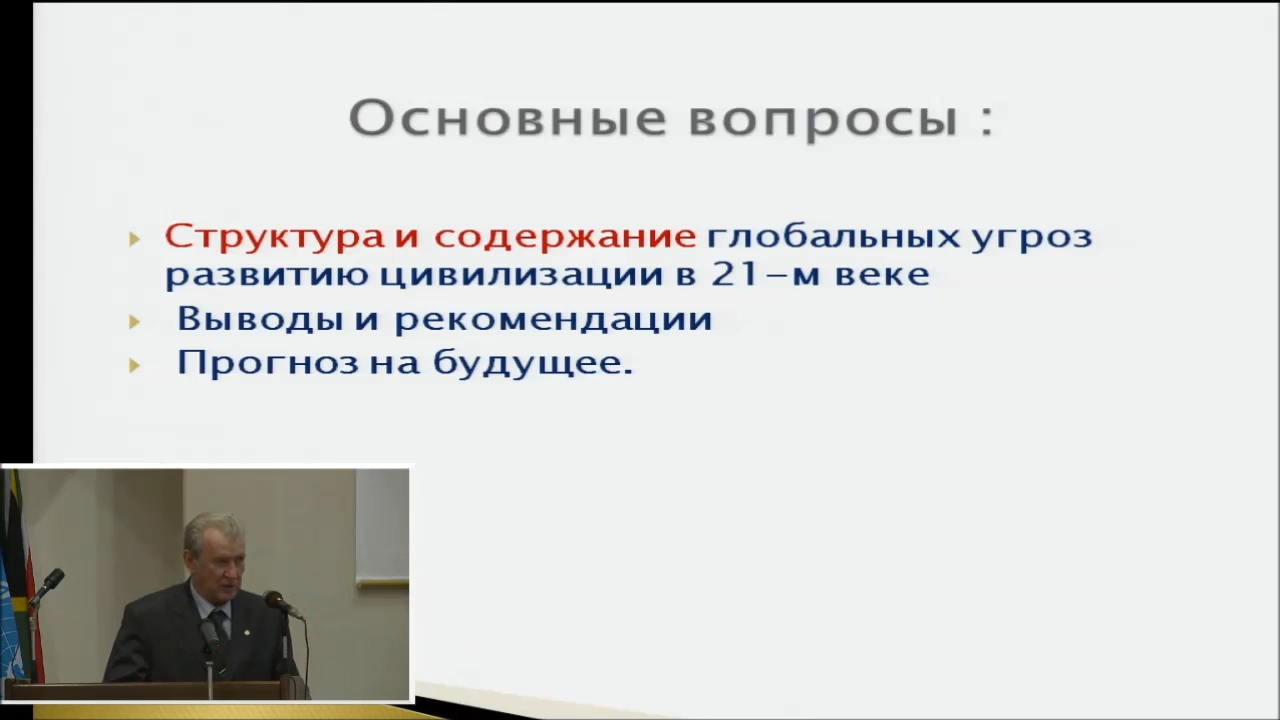 Основные вопросы :
Структура и содержание глобальных угроз
развитию цивилизации в 21-м веке
Выводы и рекомендации
Прогноз на будущее.